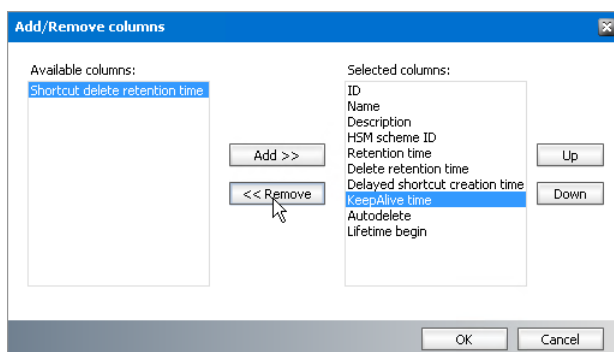 Add/Remove columns
Available columns:
Shortcut delete retention time
Add >>
<< Remove
Selected columns:
ID
Name
Description
HSM scheme ID
Retention time
Delete retention time
Delayed shortcut creation time
KeepAlive time
Autodelete
Lifetime begin
Up
Down
OK
Cancel